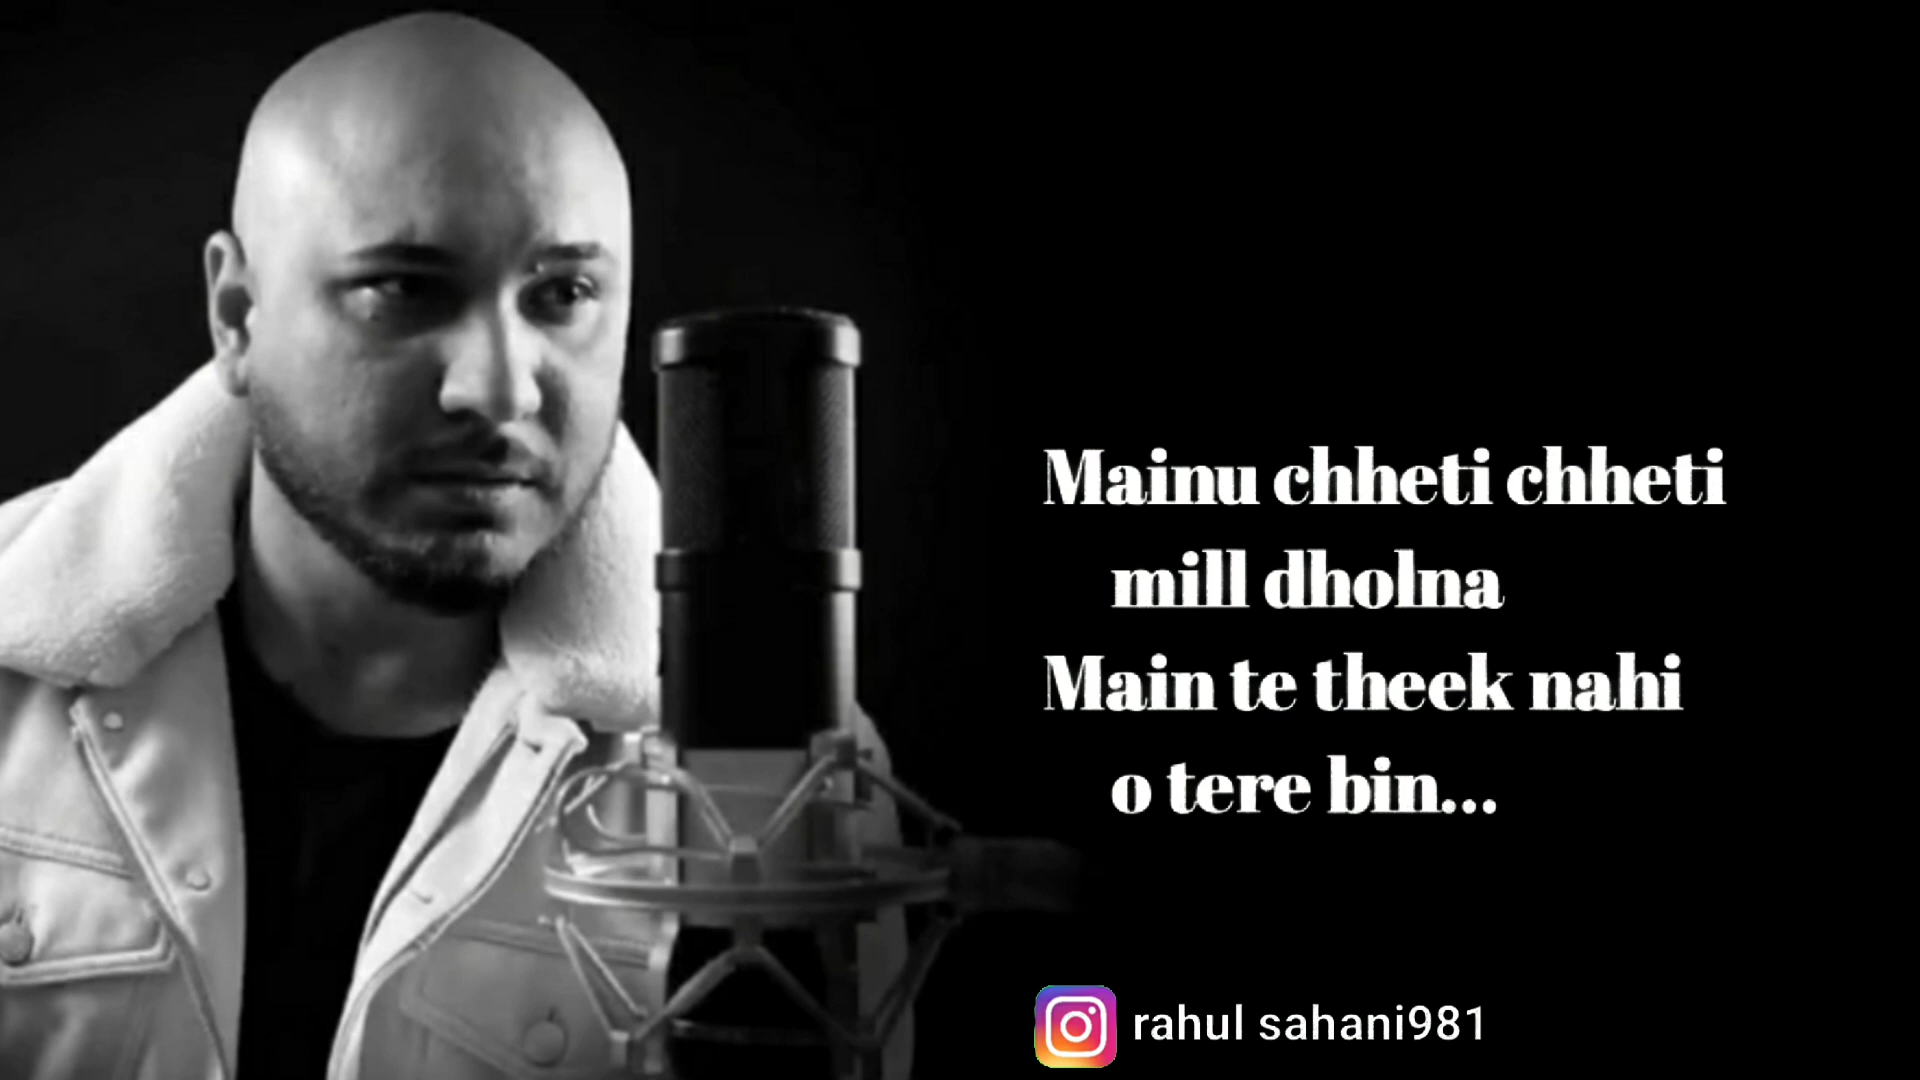 Mainu chheti chheti
mill dholna
Main te theek nahi
o tere bin...
rahul sahani981